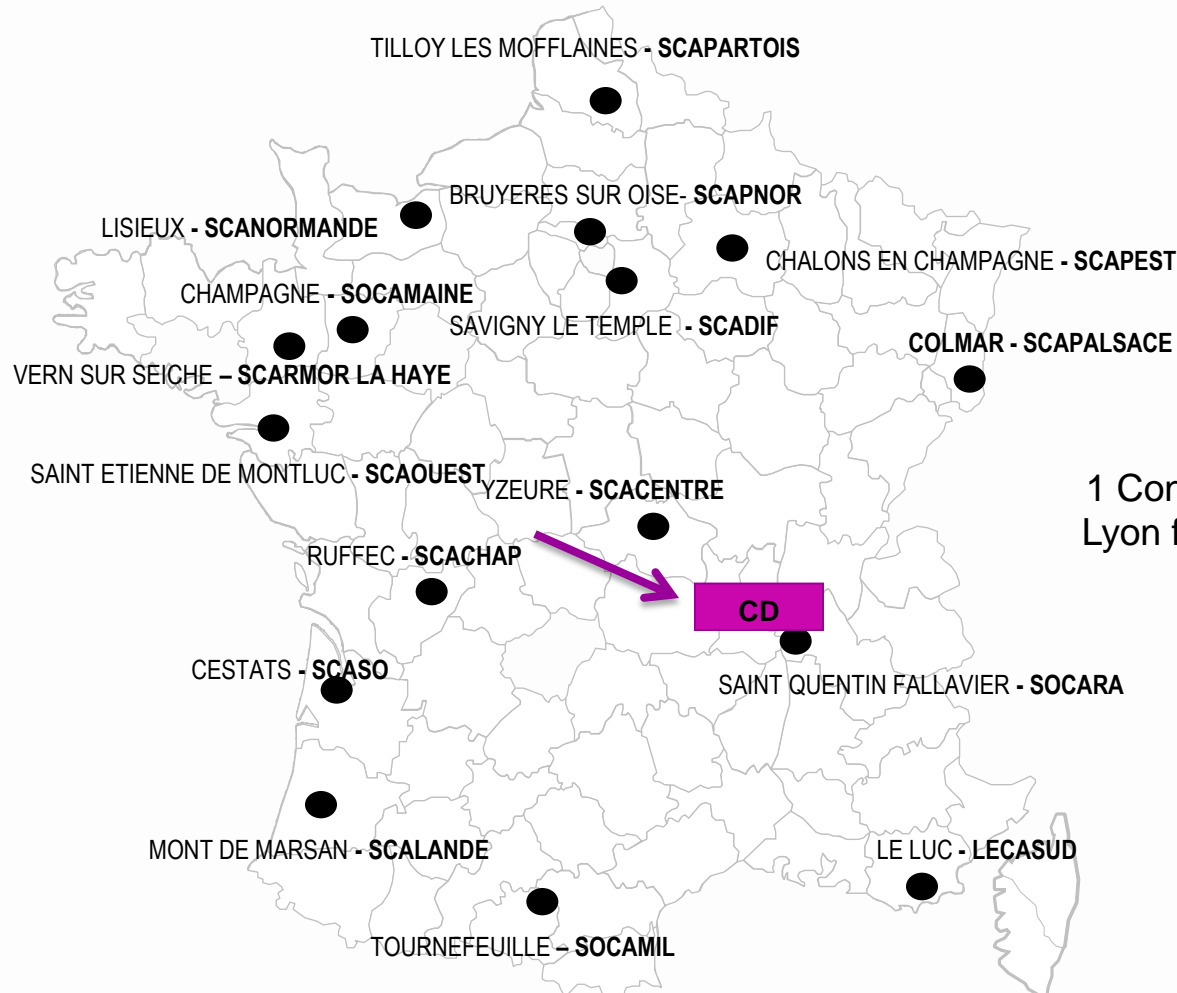 TILLOY LES MOFFLAINES - SCAPARTOIS
BRUYERES SUR OISE- SCAPNOR
LISIEUX - SCANORMANDE
CHALONS EN CHAMPAGNE - SCAPEST
CHAMPAGNE - SOCAMAINE
SAVIGNY LE TEMPLE - SCADIF
COLMAR - SCAPALSACE
VERN SUR SEICHE – SCARMOR LA HAYE
SAINT ETIENNE DE MONTLUC - SCAOUEST
YZEURE - SCACENTRE
1
Lyon
RUFFEC - SCACHAP
CD
CESTATS - SCASO
SAINT QUENTIN FALLAVIER - SOCARA
MONT DE MARSAN - SCALANDE
LE LUC - LECASUD
TOURNEFEUILLE – SOCAMIL